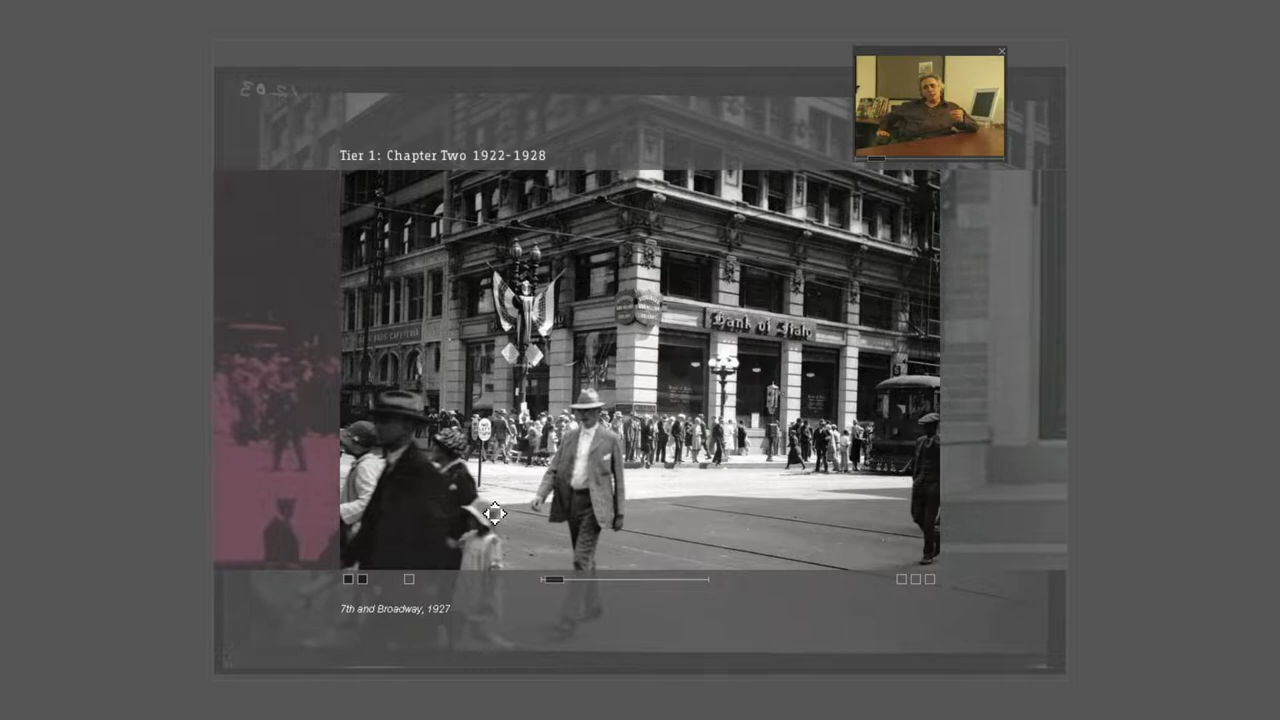 Tier 1: Chapter Two 1922-1928
Bank of Italy
7th and Broadway, 1927